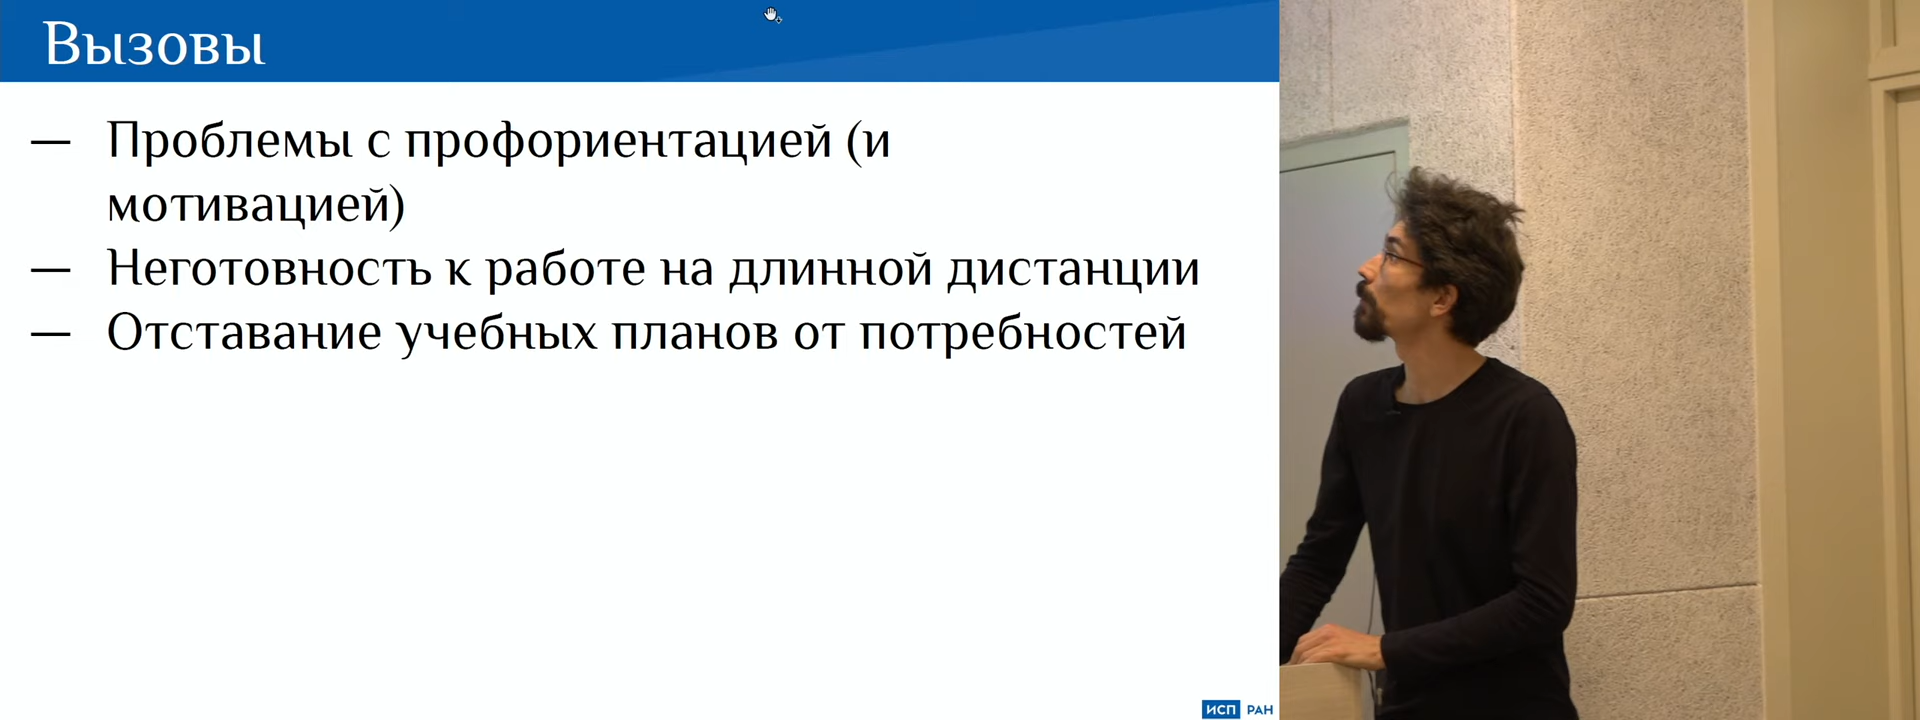 Вызовы
— Проблемы с профориентацией (и
мотивацией)
— Неготовность к работе на длинной дистанции
— Отставание учебных планов от потребностей
ИСП РАН